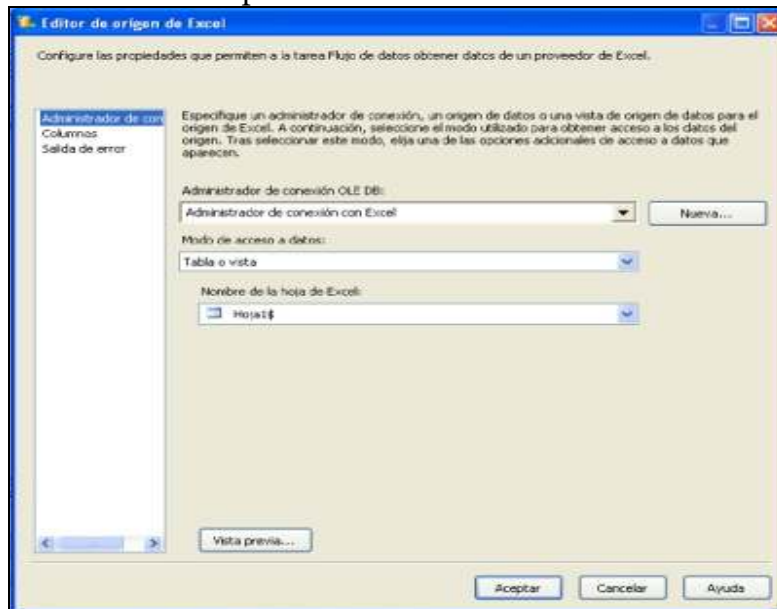 Editor de origen de Excel
Configure las propiedades que permiten a la tarea Flujo de datos obtener datos de un proveedor de Excel.
Administrador de con
Columnas
Salida de error
Especifique un administrador de conexión, un origen de datos o una vista de origen de datos para el
origen de Excel. A continuación, seleccione el modo utilizado para obtener acceso a los datos del
origen. Tras seleccionar este modo, elija una de las opciones adicionales de acceso a datos que
aparecen.
Administrador de conexión OLE DB:
Administrador de conexión con Excel
Nueva...
Modo de acceso a datos:
Tabla o vista
Nombre de la hoja de Excel:
Hoja1$
Vista previa...
Aceptar
Cancelar
Ayuda